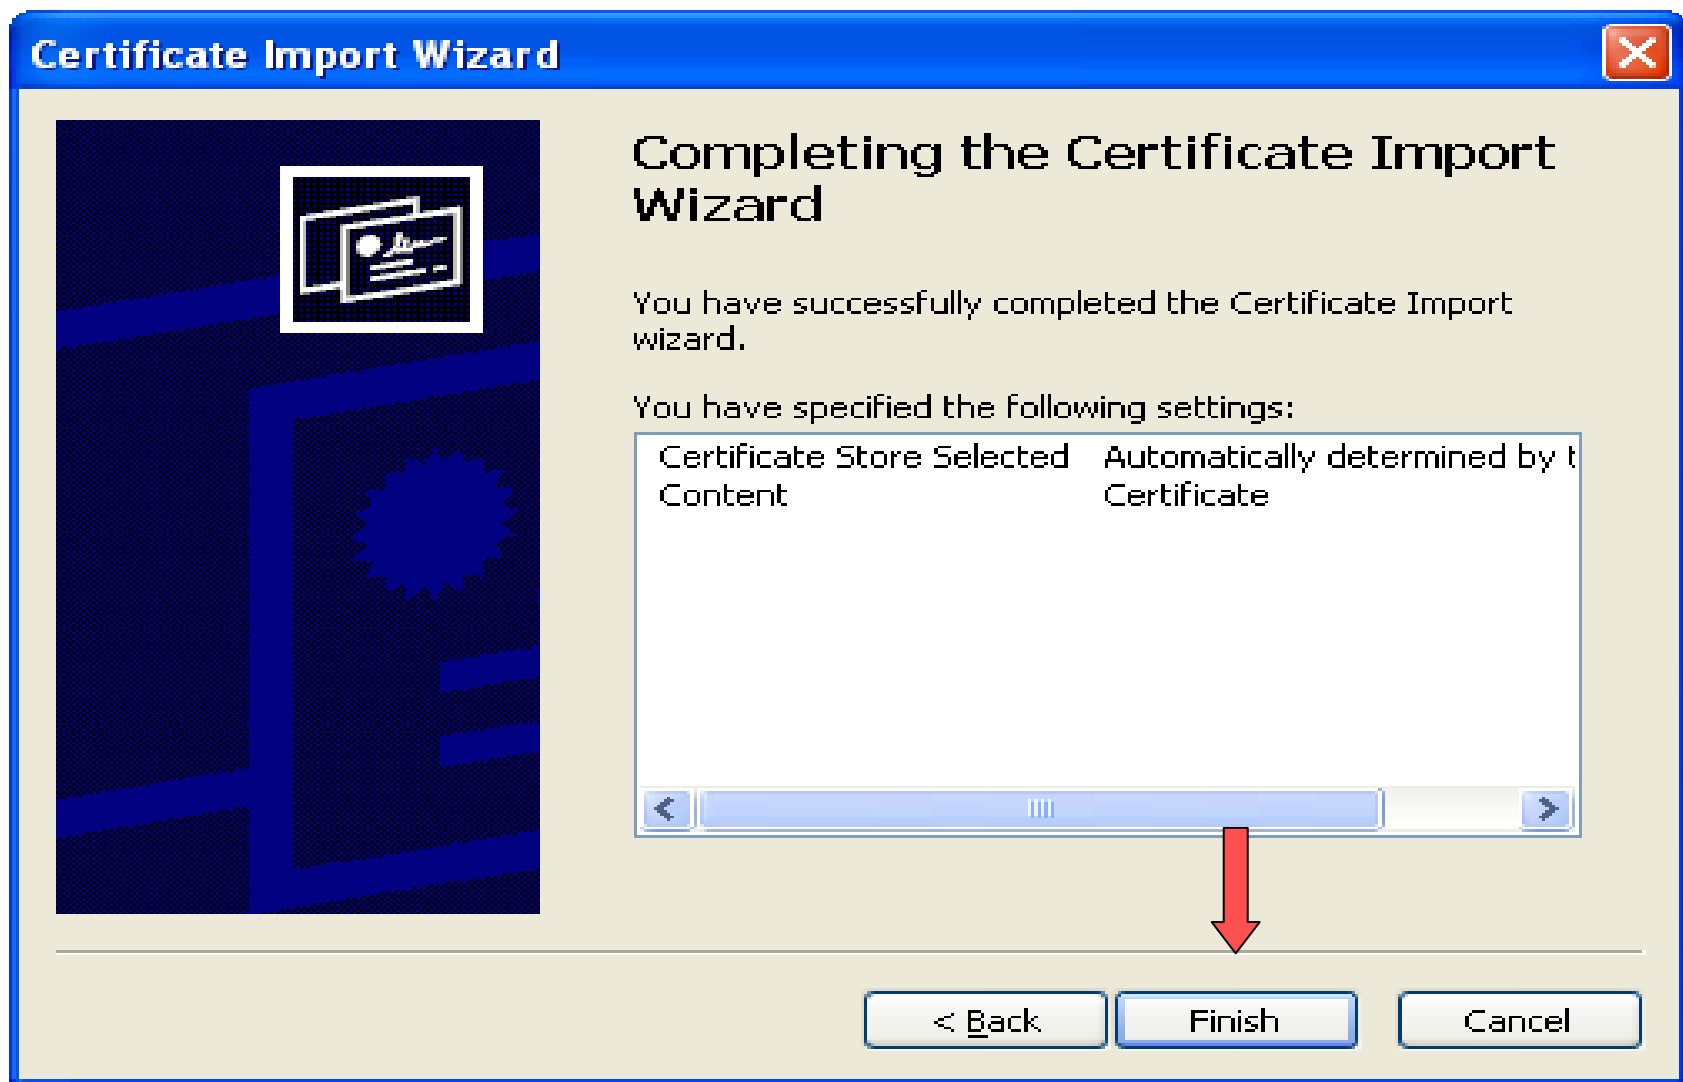 Certificate Import Wizard
Completing the Certificate Import
Wizard
You have successfully completed the Certificate Import
wizard.
You have specified the following settings:
Certificate Store Selected Automatically determined by t
Content Certificate
< Back Finish Cancel